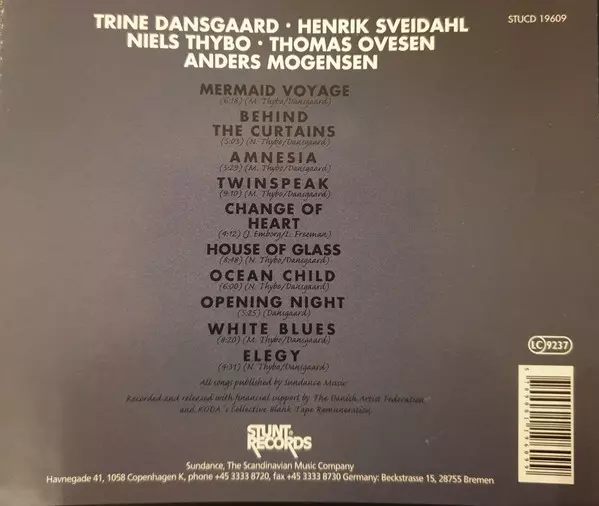 TRINE DANSGAARD · HENRIK SVEIDAHL
STUCD 19609
NIELS THYBO · THOMAS OVESEN
ANDERS MOGENSEN
MERMAID VOYAGE
(6:18) (M. Thybo/Dansgaard)
BEHIND
THE CURTAINS
(5:03) (N. Thybo/Dansgaard)
AMNESIA
(5:29) (M. Thybo/Dansgaard)
TWINSPEAK
(9:10) (M. Thybo/Dansgaard)
CHANGE OF
HEART
(4:12) (J. Emborg/L. Freeman)
HOUSE OF GLASS
(8:48) (N. Thybo/Dansgaard)
OCEAN CHILD
(6:00) (N. Thybo/Dansgaard)
OPENING NIGHT
(5:25) (Dansgaard)
WHITE BLUES
(8:20) (M. Thybo/Dansgaard)
ELEGY
(4:31) (N. Thybo/Dansgaard)
All songs published by Sundance Music
Recorded and released with financial support by The Danish Artist Federation
and KODA's Collective Blank Tape Remuneration
LC 9237
STUNT
RECORDS
Sundance, The Scandinavian Music Company
Havnegade 41, 1058 Copenhagen K, phone +45 3333 8720, fax +45 3333 8730 Germany: Beckstrasse 15, 28755 Bremen